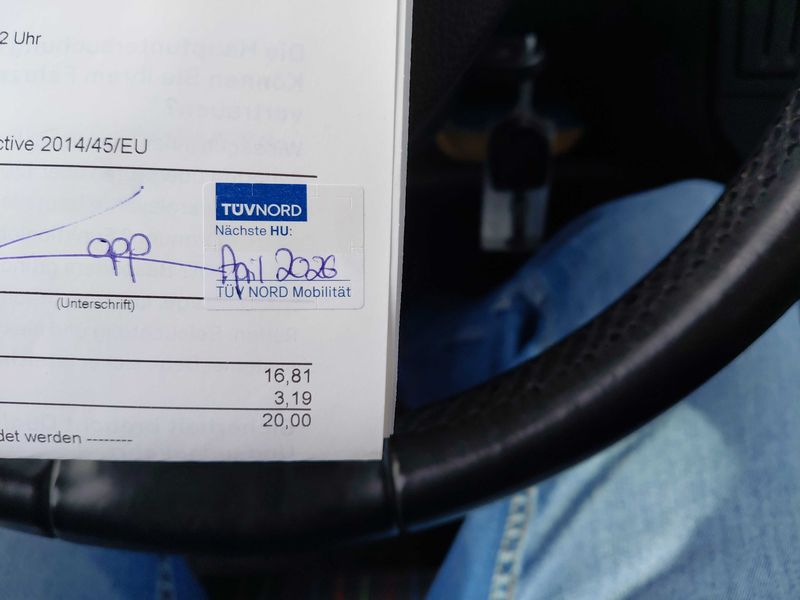 2 Uhr
ctive 2014/45/EU
TÜVNORD
Nächste HU:
April 2026
TÜV NORD Mobilität
(Unterschrift)
16,81
3,19
20,00
det werden --------